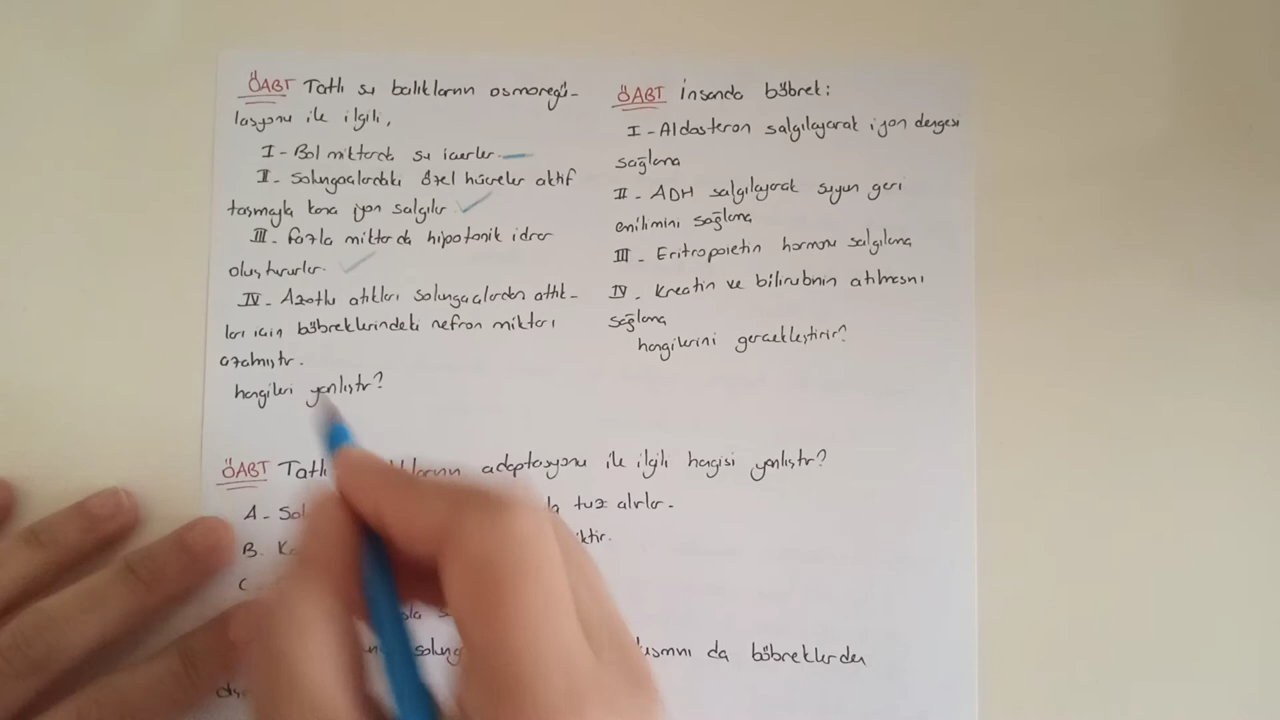 ÖABT Tatlı su balıklarının osmoregü-
lasyonu ile ilgili,
I - Bol miktarda su içerler.
II - Solungaçlardaki özel hücreler aktif
taşımayla kana iyon salgılar
III - fazla miktarda hipotonik idrar
oluştururlar.
IV - Azotlu atıkları solungaçlardan attık-
ları için böbreklerindeki nefron miktarı
azalmıştır.
hangileri yanlıştır?
ÖABT İnsanda böbrek:
I - Aldosteron salgılayarak iyon dengesi
sağlama
II - ADH salgılayarak suyun geri
emilimini sağlama
III - Eritropoietin hormonu salgılama
IV - Kreatin ve bilirubinin atılmasını
sağlama
hangilerini gerçekleştirir?
ÖABT Tatlı adaptasyonu ile ilgili hangisi yanlıştır?
A - tuz alırlar.
B.
C
solung da böbreklerden